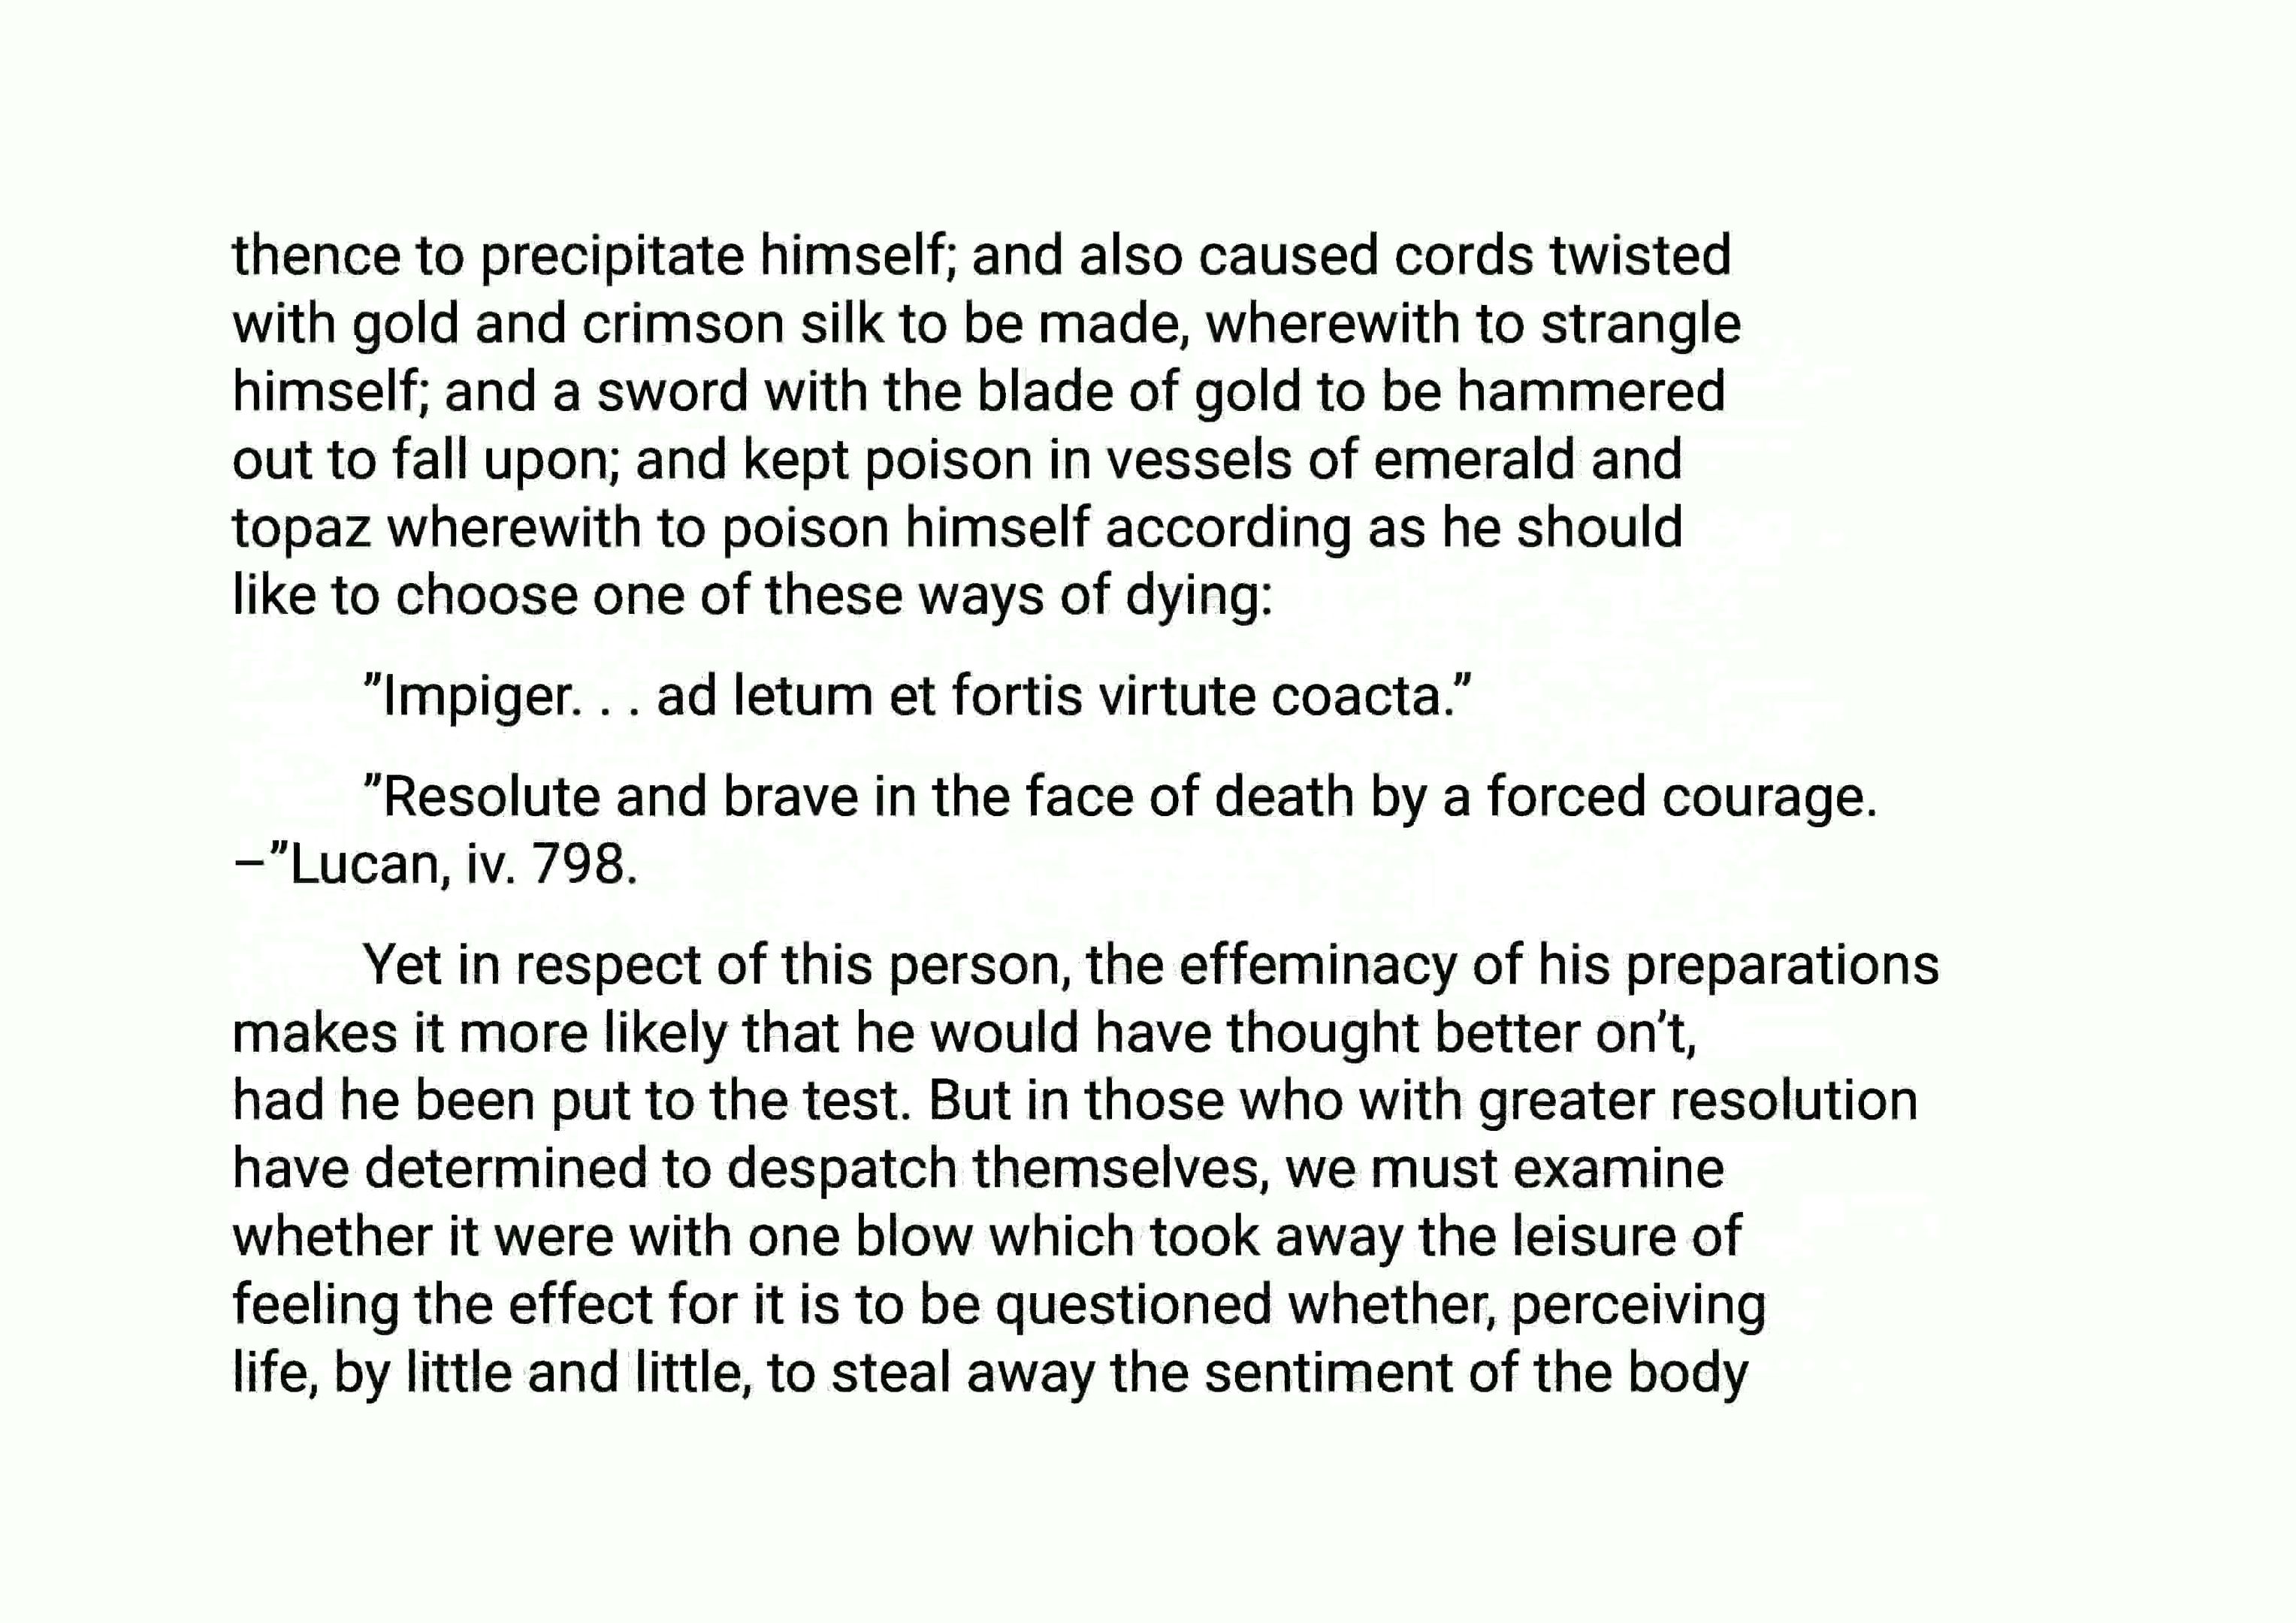 thence to precipitate himself; and also caused cords twisted
with gold and crimson silk to be made, wherewith to strangle
himself; and a sword with the blade of gold to be hammered
out to fall upon; and kept poison in vessels of emerald and
topaz wherewith to poison himself according as he should
like to choose one of these ways of dying:
”Impiger. . . ad letum et fortis virtute coacta.”
”Resolute and brave in the face of death by a forced courage.
–”Lucan, iv. 798.
Yet in respect of this person, the effeminacy of his preparations
makes it more likely that he would have thought better on’t,
had he been put to the test. But in those who with greater resolution
have determined to despatch themselves, we must examine
whether it were with one blow which took away the leisure of
feeling the effect for it is to be questioned whether, perceiving
life, by little and little, to steal away the sentiment of the body